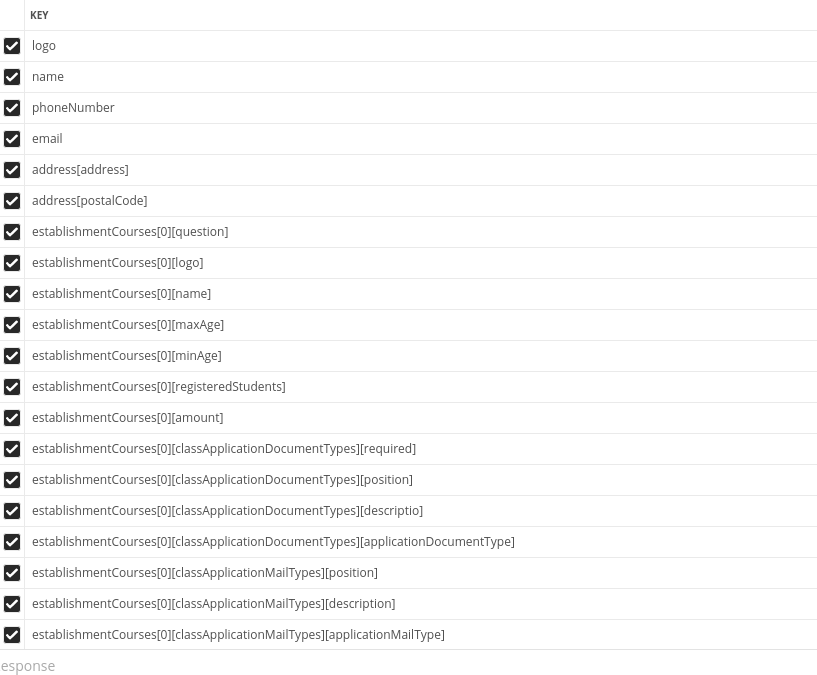 KEY
logo
name
phoneNumber
email
address[address]
address[postalCode]
establishmentCourses[0][question]
establishmentCourses[0][logo]
establishmentCourses[0][name]
establishmentCourses[0][maxAge]
establishmentCourses[0][minAge]
establishmentCourses[0][registeredStudents]
establishmentCourses[0][amount]
establishmentCourses[0][classApplicationDocumentTypes][required]
establishmentCourses[0][classApplicationDocumentTypes][position]
establishmentCourses[0][classApplicationDocumentTypes][descriptio]
establishmentCourses[0][classApplicationDocumentTypes][applicationDocumentType]
establishmentCourses[0][classApplicationMailTypes][position]
establishmentCourses[0][classApplicationMailTypes][description]
establishmentCourses[0][classApplicationMailTypes][applicationMailType]
esponse